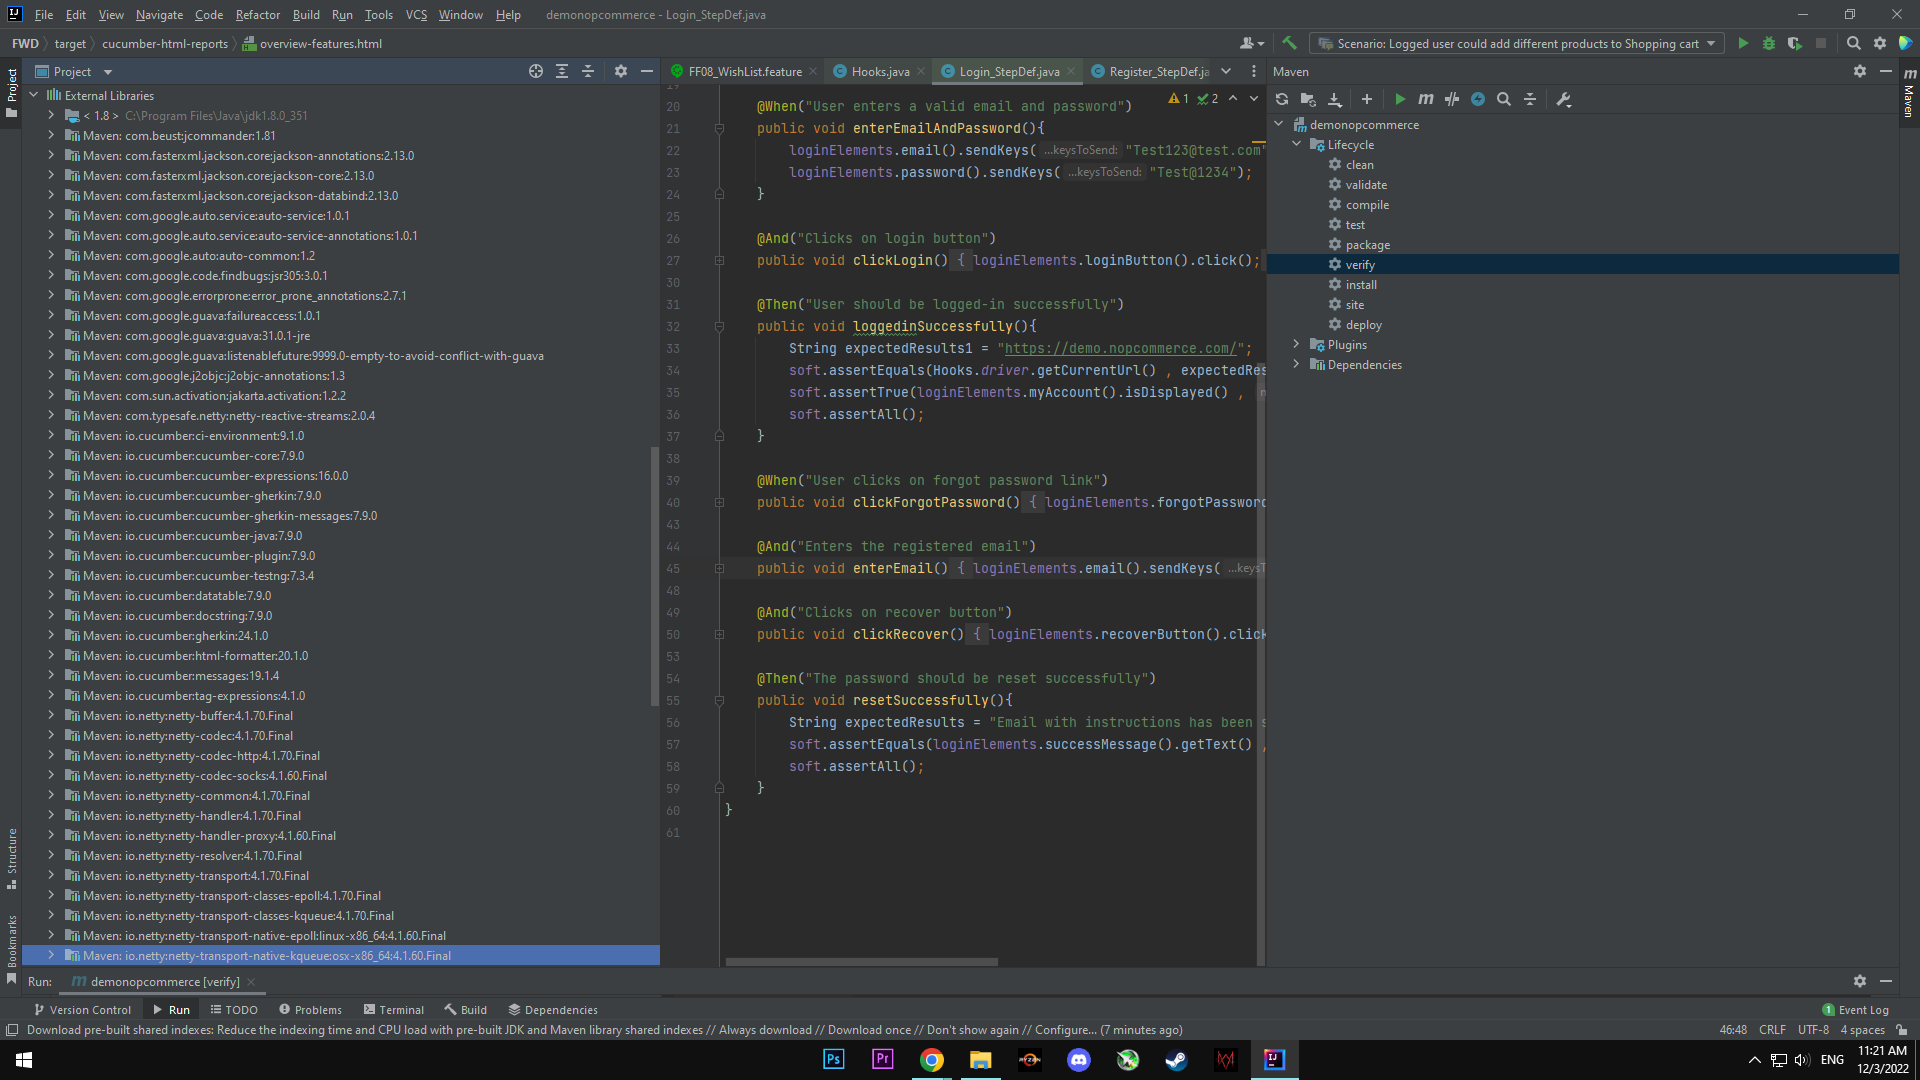 File Edit View Navigate Code Refactor Build Run Tools VCS Window Help demonopcommerce - Login_StepDef.java
FWD target cucumber-html-reports overview-features.html
Scenario: Logged user could add different products to Shopping cart
Project
FF08_WishList.feature Hooks.java Login_StepDef.java Register_StepDef.ja
Maven
External Libraries
< 1.8 > C:\Program Files\Java\jdk1.8.0_351
Maven: com.beust:jcommander:1.81
Maven: com.fasterxml.jackson.core:jackson-annotations:2.13.0
Maven: com.fasterxml.jackson.core:jackson-core:2.13.0
Maven: com.fasterxml.jackson.core:jackson-databind:2.13.0
Maven: com.google.auto.service:auto-service:1.0.1
Maven: com.google.auto.service:auto-service-annotations:1.0.1
Maven: com.google.auto:auto-common:1.2
Maven: com.google.code.findbugs:jsr305:3.0.1
Maven: com.google.errorprone:error_prone_annotations:2.7.1
Maven: com.google.guava:failureaccess:1.0.1
Maven: com.google.guava:guava:31.0.1-jre
Maven: com.google.guava:listenablefuture:9999.0-empty-to-avoid-conflict-with-guava
Maven: com.google.j2objc:j2objc-annotations:1.3
Maven: com.sun.activation:jakarta.activation:1.2.2
Maven: com.typesafe.netty:netty-reactive-streams:2.0.4
Maven: io.cucumber:ci-environment:9.1.0
Maven: io.cucumber:cucumber-core:7.9.0
Maven: io.cucumber:cucumber-expressions:16.0.0
Maven: io.cucumber:cucumber-gherkin:7.9.0
Maven: io.cucumber:cucumber-gherkin-messages:7.9.0
Maven: io.cucumber:cucumber-java:7.9.0
Maven: io.cucumber:cucumber-plugin:7.9.0
Maven: io.cucumber:cucumber-testng:7.3.4
Maven: io.cucumber:datatable:7.9.0
Maven: io.cucumber:docstring:7.9.0
Maven: io.cucumber:gherkin:24.1.0
Maven: io.cucumber:html-formatter:20.1.0
Maven: io.cucumber:messages:19.1.4
Maven: io.cucumber:tag-expressions:4.1.0
Maven: io.netty:netty-buffer:4.1.70.Final
Maven: io.netty:netty-codec:4.1.70.Final
Maven: io.netty:netty-codec-http:4.1.70.Final
Maven: io.netty:netty-codec-socks:4.1.60.Final
Maven: io.netty:netty-common:4.1.70.Final
Maven: io.netty:netty-handler:4.1.70.Final
Maven: io.netty:netty-handler-proxy:4.1.60.Final
Maven: io.netty:netty-resolver:4.1.70.Final
Maven: io.netty:netty-transport:4.1.70.Final
Maven: io.netty:netty-transport-classes-epoll:4.1.70.Final
Maven: io.netty:netty-transport-classes-kqueue:4.1.70.Final
Maven: io.netty:netty-transport-native-epoll:linux-x86_64:4.1.60.Final
Maven: io.netty:netty-transport-native-kqueue:osx-x86_64:4.1.60.Final
Project
Structure
Bookmarks
19
20 @When("User enters a valid email and password")
1 2
21 public void enterEmailAndPassword(){
22 loginElements.email().sendKeys( ...keysToSend: "Test123@test.com"
23 loginElements.password().sendKeys( ...keysToSend: "Test@1234");
24 }
25
26 @And("Clicks on login button")
27 public void clickLogin() { loginElements.loginButton().click();
30
31 @Then("User should be logged-in successfully")
32 public void loggedinSuccessfully(){
33 String expectedResults1 = "https://demo.nopcommerce.com/";
34 soft.assertEquals(Hooks.driver.getCurrentUrl() , expectedRes
35 soft.assertTrue(loginElements.myAccount().isDisplayed() ,
36 soft.assertAll();
37 }
38
39 @When("User clicks on forgot password link")
40 public void clickForgotPassword() { loginElements.forgotPassword
43
44 @And("Enters the registered email")
45 public void enterEmail() { loginElements.email().sendKeys( ...keysT
48
49 @And("Clicks on recover button")
50 public void clickRecover() { loginElements.recoverButton().click
53
54 @Then("The password should be reset successfully")
55 public void resetSuccessfully(){
56 String expectedResults = "Email with instructions has been s
57 soft.assertEquals(loginElements.successMessage().getText() ,
58 soft.assertAll();
59 }
60 }
61
demonopcommerce
Lifecycle
clean
validate
compile
test
package
verify
install
site
deploy
Plugins
Dependencies
m
Maven
Run: m demonopcommerce [verify]
Version Control Run TODO Problems Terminal Build Dependencies
1 Event Log
Download pre-built shared indexes: Reduce the indexing time and CPU load with pre-built JDK and Maven library shared indexes // Always download // Download once // Don't show again // Configure... (7 minutes ago)
46:48 CRLF UTF-8 4 spaces
Ps Pr RYZEN IJ
ENG
11:21 AM
12/3/2022